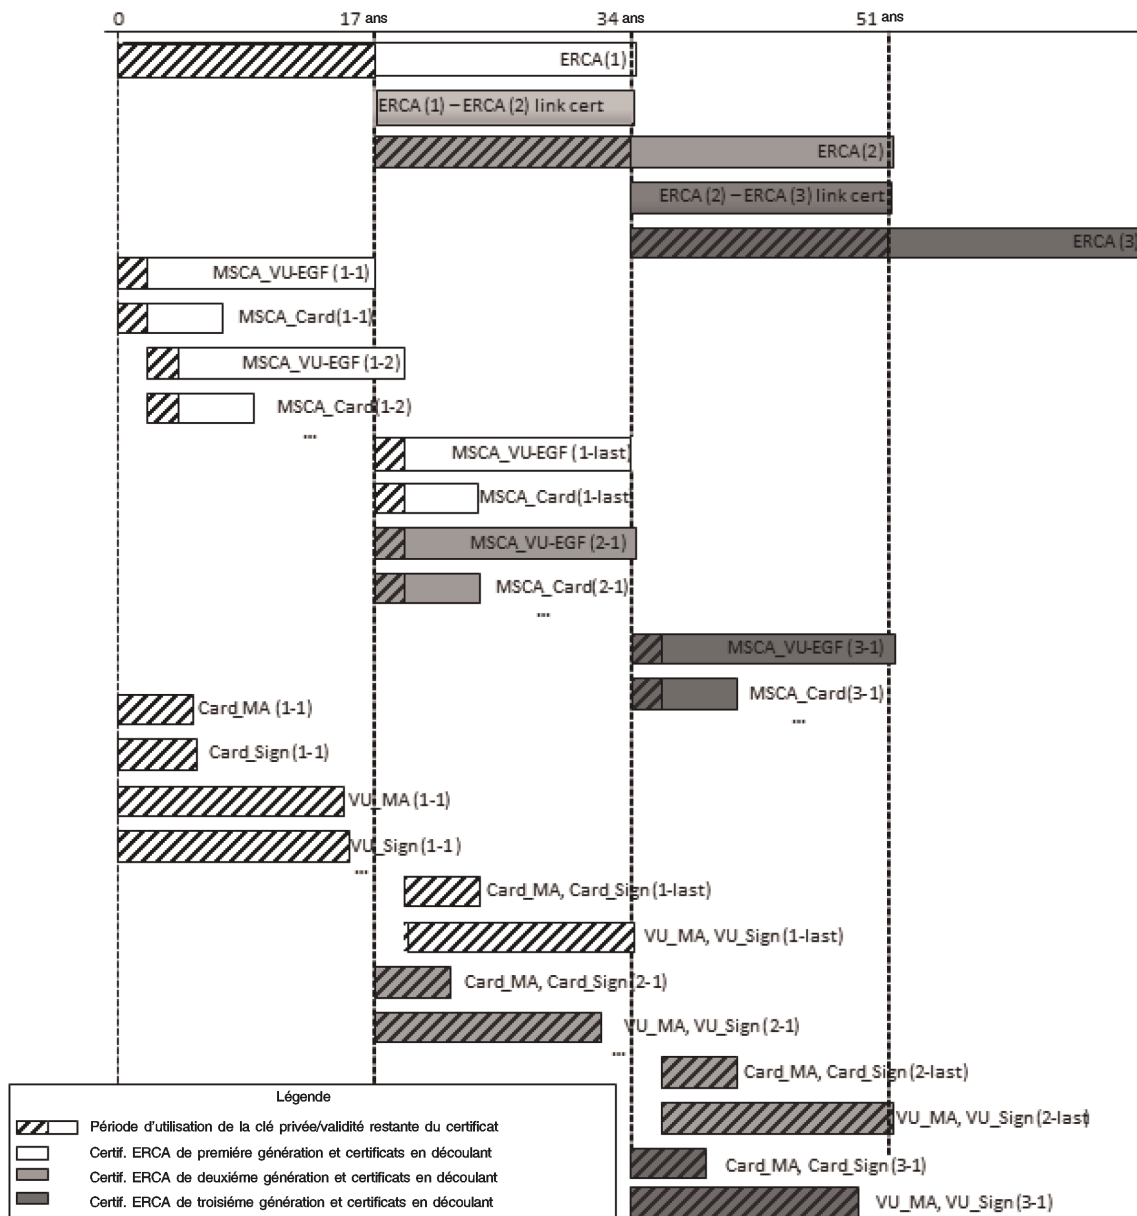 0 17 ans 34 ans 51 ans
ERCA (1)
ERCA (1) – ERCA (2) link cert
ERCA (2)
ERCA (2) – ERCA (3) link cert
ERCA (3)
MSCA_VU-EGF (1-1)
MSCA_Card(1-1)
MSCA_VU-EGF (1-2)
MSCA_Card(1-2)
...
MSCA_VU-EGF (1-last)
MSCA_Card(1-last
MSCA_VU-EGF (2-1)
MSCA_Card(2-1)
...
MSCA_VU-EGF (3-1)
MSCA_Card(3-1)
...
Card_MA (1-1)
Card_Sign (1-1)
VU_MA (1-1)
VU_Sign (1-1)
...
Card_MA, Card_Sign (1-last)
VU_MA, VU_Sign (1-last)
Card_MA, Card_Sign (2-1)
VU_MA, VU_Sign (2-1)
...
Card_MA, Card_Sign (2-last)
VU_MA, VU_Sign (2-last)
Card_MA, Card_Sign (3-1)
VU_MA, VU_Sign (3-1)
Légende
Période d'utilisation de la clé privée/validité restante du certificat
Certif. ERCA de première génération et certificats en découlant
Certif. ERCA de deuxième génération et certificats en découlant
Certif. ERCA de troisième génération et certificats en découlant